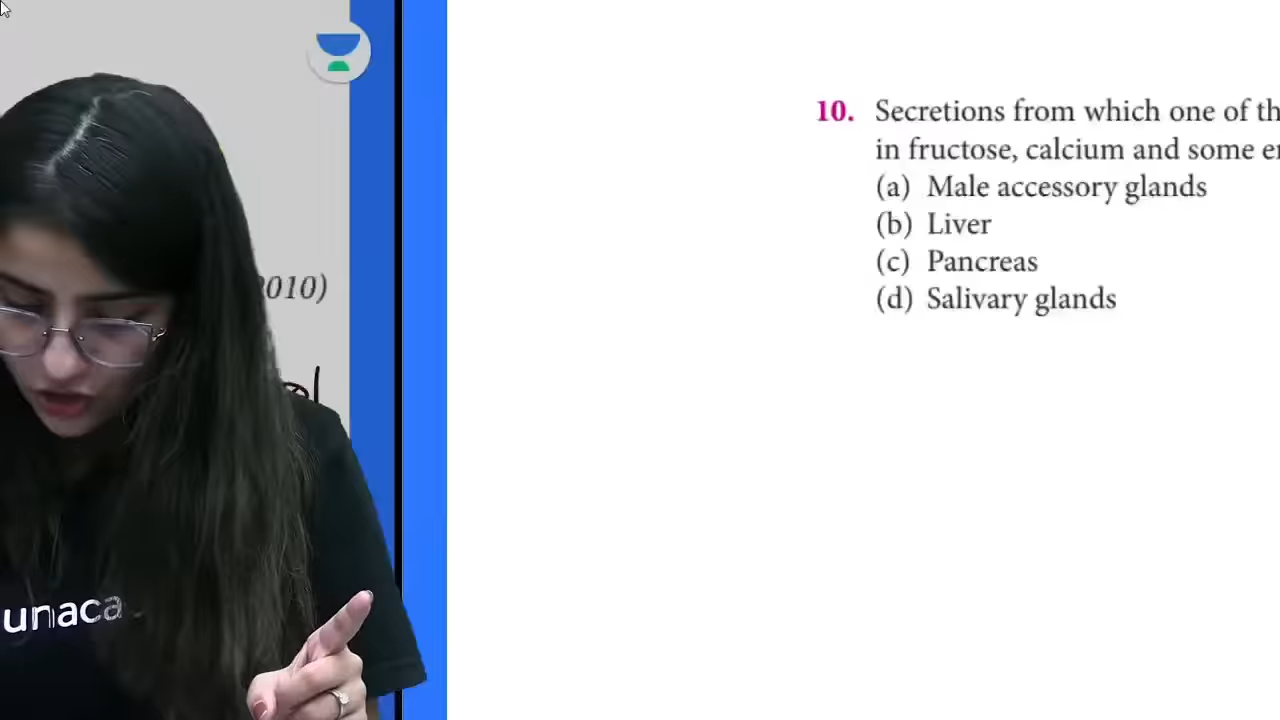 2010)
10. Secretions from which one of th
in fructose, calcium and some e
(a) Male accessory glands
(b) Liver
(c) Pancreas
(d) Salivary glands
unaca